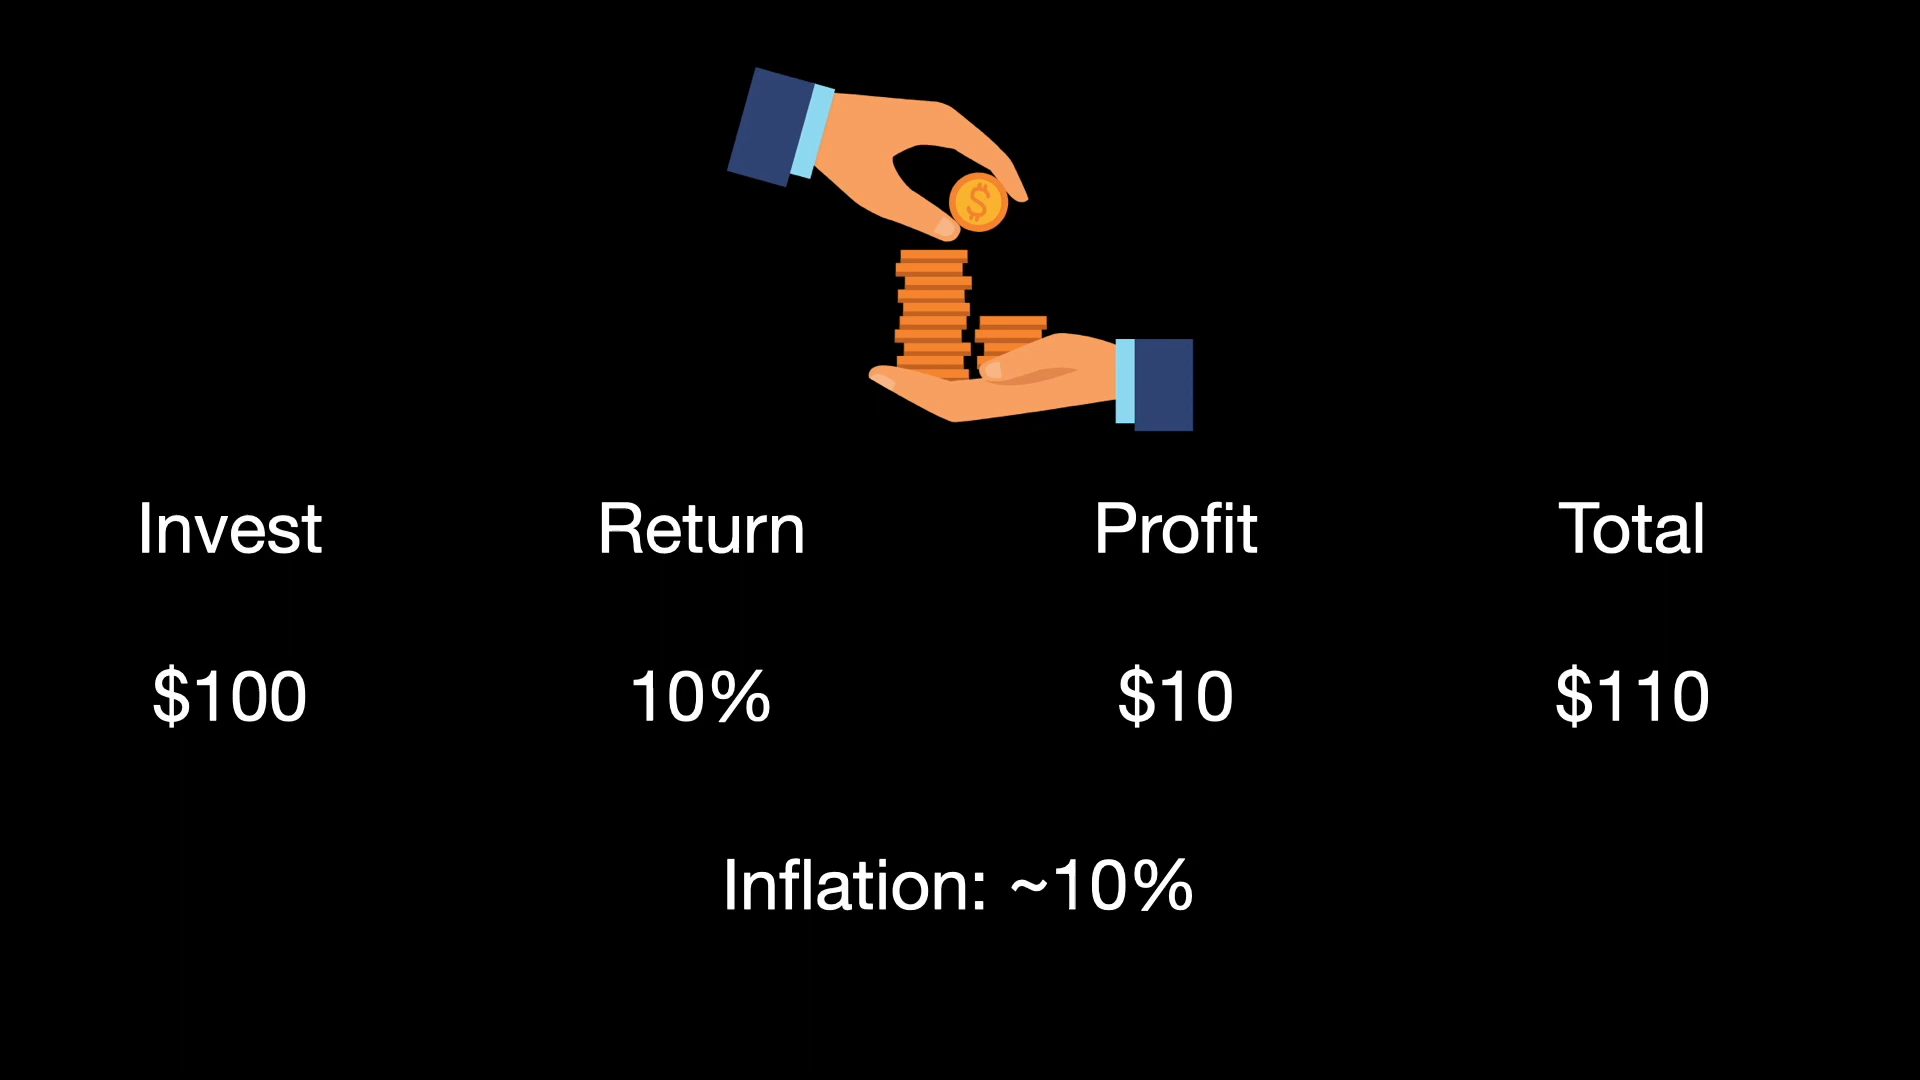 $
Invest Return Profit Total
$100 10% $10 $110
Inflation: ~10%